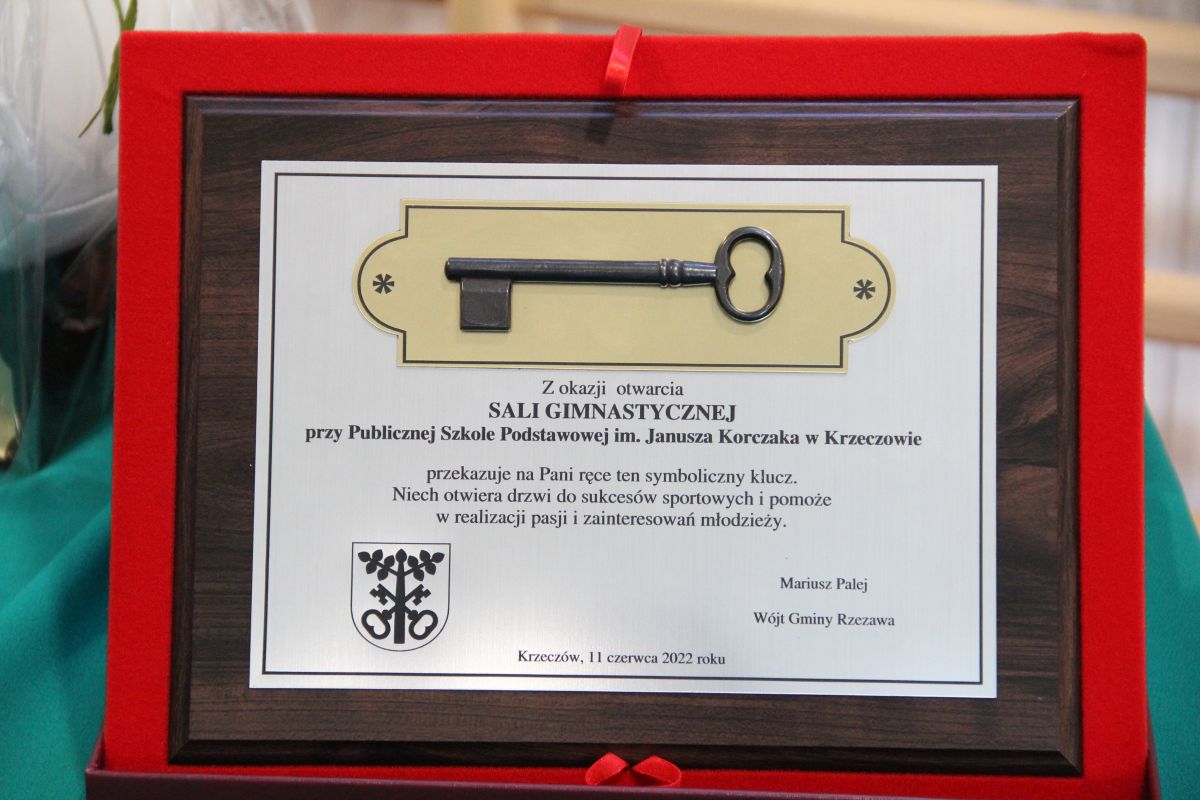 Z okazji otwarcia
SALI GIMNASTYCZNEJ
przy Publicznej Szkole Podstawowej im. Janusza Korczaka w Krzeczowie
przekazuje na Pani ręce ten symboliczny klucz.
Niech otwiera drzwi do sukcesów sportowych i pomoże
w realizacji pasji i zainteresowań młodzieży.
Mariusz Palej
Wójt Gminy Rzezawa
Krzeczów, 11 czerwca 2022 roku